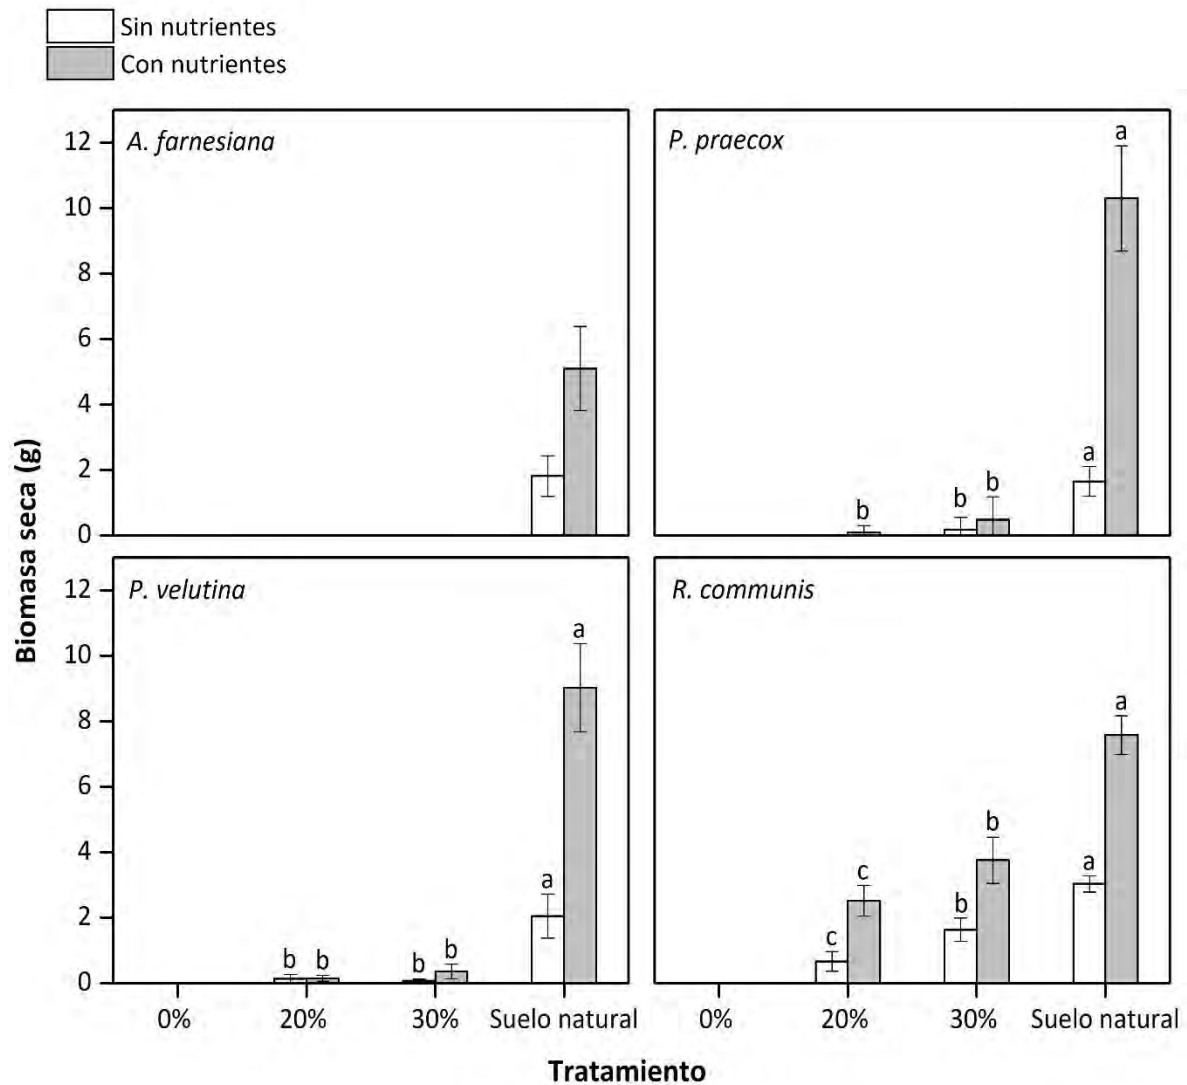 Sin nutrientes
Con nutrientes
A. farnesiana
P. praecox
12
10
8
6
4
2
0
a
a
b
b
b
P. velutina
R. communis
12
10
8
6
4
2
0
b
b
b
b
a
a
c
c
b
b
a
a
0%
20%
30%
Suelo natural
0%
20%
30%
Suelo natural
Biomasa seca (g)
Tratamiento